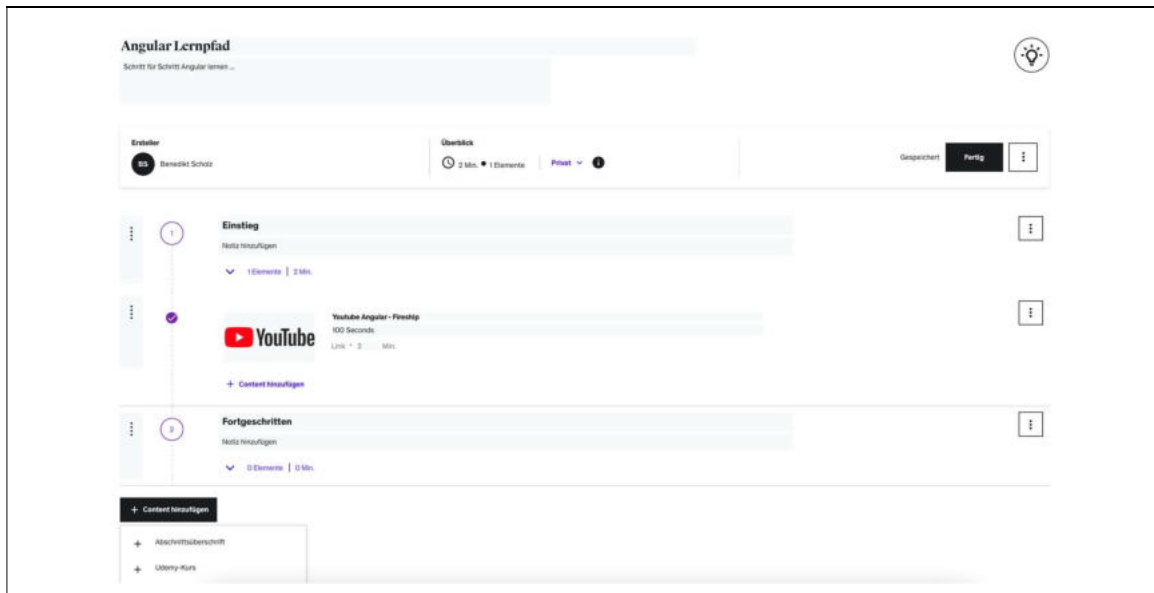 Angular Lernpfad
Schritt für Schritt Angular lernen ...
Ersteller
BS Benedikt Scholz
Überblick
2 Min. • 1 Elemente | Privat i
Gespeichert Fertig
1 Einstieg
Notiz hinzufügen
1 Elemente | 2 Min.
YouTube
Youtube Angular - Fireship
100 Seconds
Link • 2 Min.
+ Content hinzufügen
2 Fortgeschritten
Notiz hinzufügen
0 Elemente | 0 Min.
+ Content hinzufügen
+ Abschnittsüberschrift
+ Udemy-Kurs